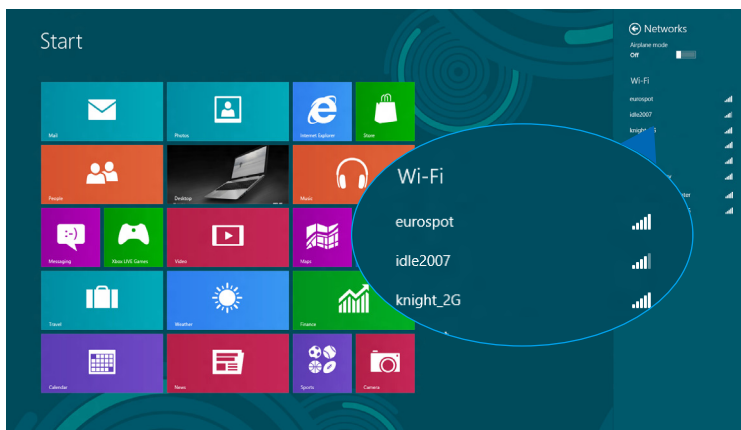 Start
Mail
Photos
Internet Explorer
Store
People
Desktop
Music
:-)
Messaging
Xbox LIVE Games
Video
Maps
Travel
Weather
Finance
Calendar
News
Sports
Camera
Networks
Airplane mode
Off
Wi-Fi
eurospot
idle2007
Wi-Fi
eurospot
idle2007
knight_2G